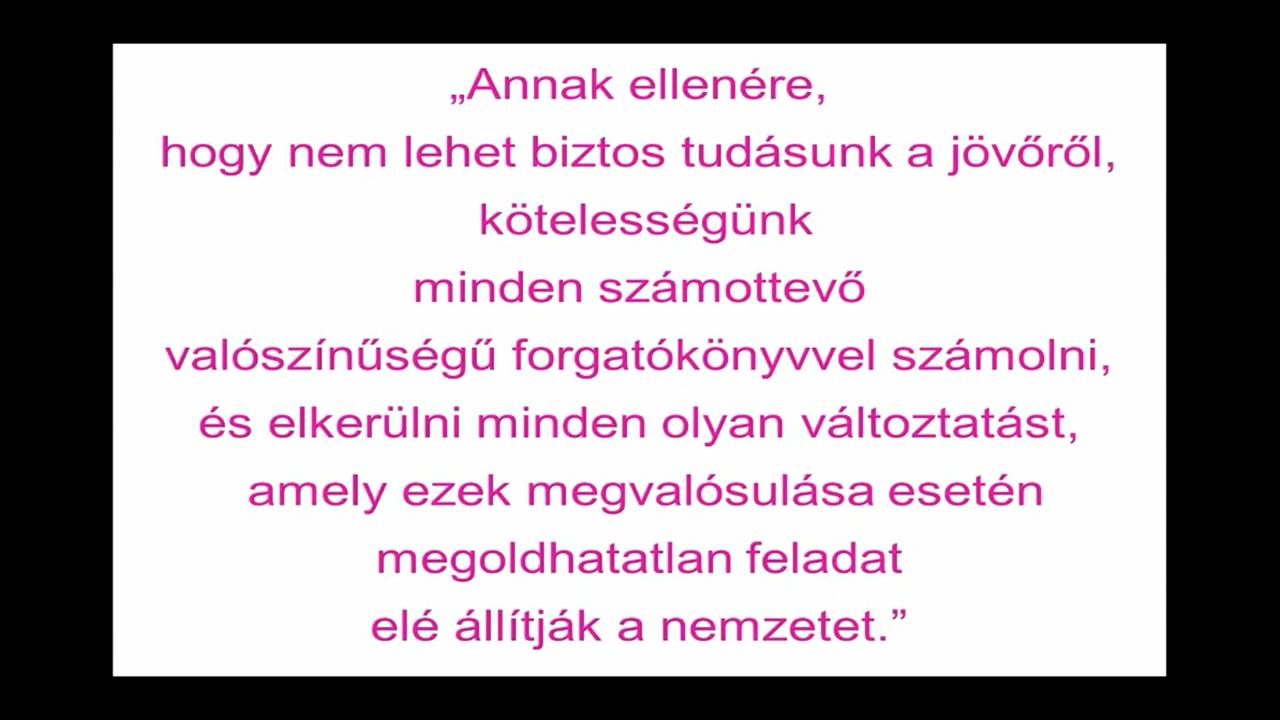 „Annak ellenére,
hogy nem lehet biztos tudásunk a jövőről,
kötelességünk
minden számottevő
valószínűségű forgatókönyvvel számolni,
és elkerülni minden olyan változtatást,
amely ezek megvalósulása esetén
megoldhatatlan feladat
elé állítják a nemzetet.”